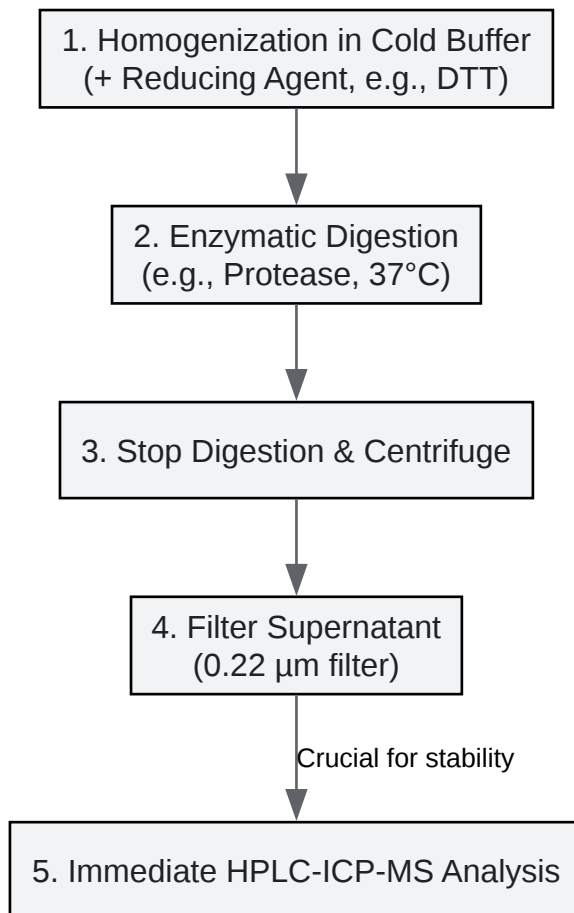 1. Homogenization in Cold Buffer
(+ Reducing Agent, e.g., DTT)
2. Enzymatic Digestion
(e.g., Protease, 37°C)
3. Stop Digestion & Centrifuge
4. Filter Supernatant
(0.22 µm filter)
Crucial for stability
5. Immediate HPLC-ICP-MS Analysis